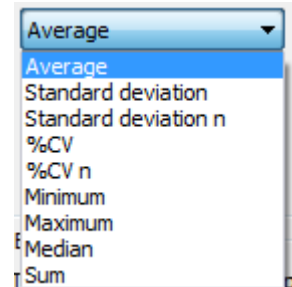 Average
Average
Standard deviation
Standard deviation n
%CV
%CV n
Minimum
Maximum
Median
Sum